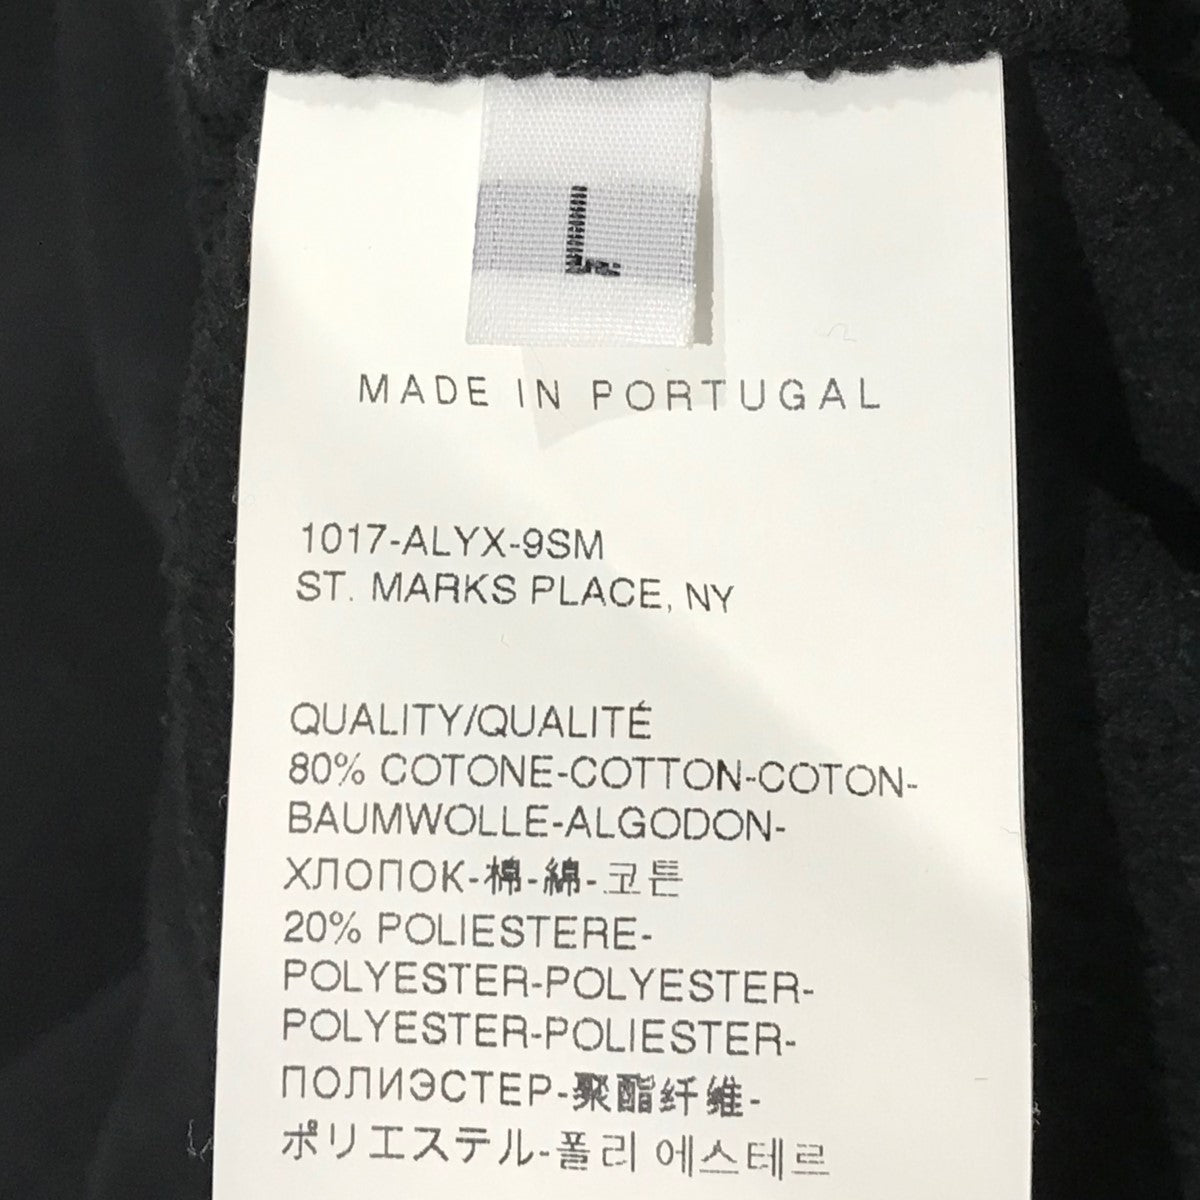 L
MADE IN PORTUGAL
1017-ALYX-9SM
ST. MARKS PLACE, NY
QUALITY/QUALITÉ
80% COTONE-COTTON-COTON-
BAUMWOLLE-ALGODON-
ХЛОПОК-棉-綿-코튼
20% POLIESTERE-
POLYESTER-POLYESTER-
POLYESTER-POLIESTER-
ПОЛИЭСТЕР-聚酯纤维-
ポリエステル-폴리 에스테르